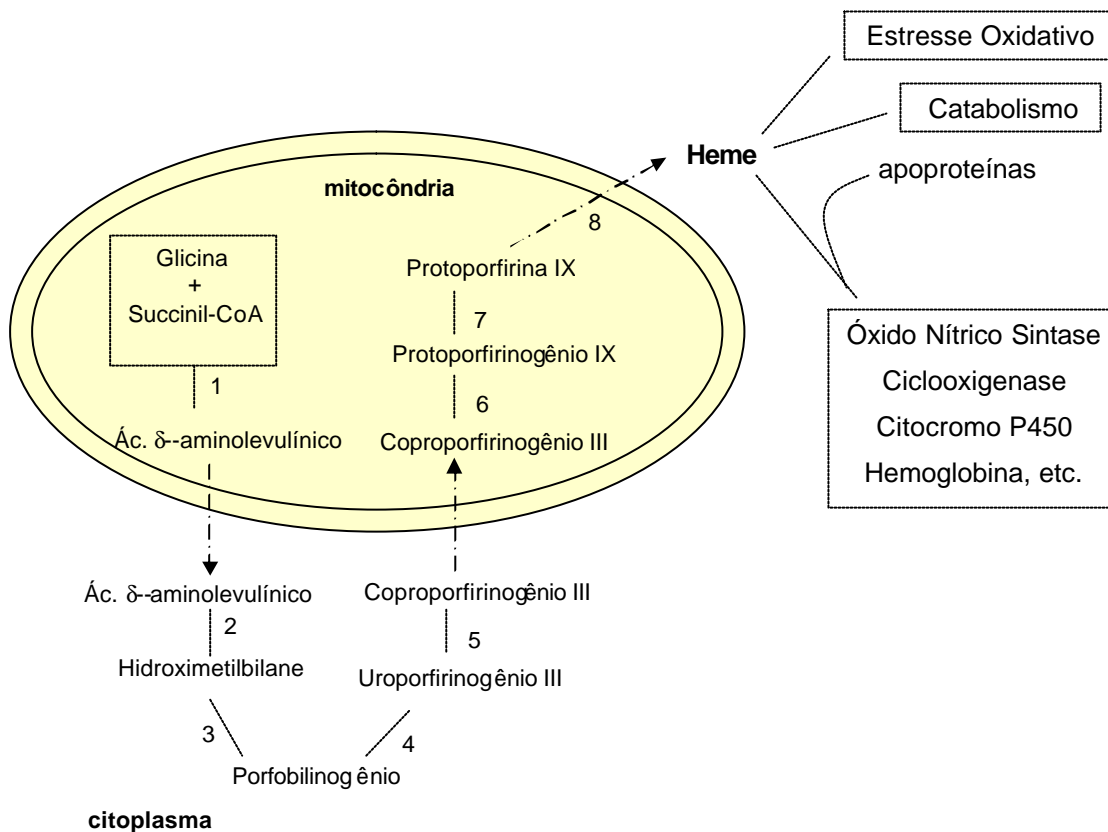 Estresse Oxidativo
Catabolismo
Heme
apoproteínas
mitocôndria
8
Glicina
+
Succinil-CoA
Protoporfirina IX
7
Protoporfirinogênio IX
1
6
Ác. δ--aminolevulínico
Coproporfirinogênio III
Óxido Nítrico Sintase
Ciclooxigenase
Citocromo P450
Hemoglobina, etc.
Ác. δ--aminolevulínico
Coproporfirinogênio III
2
5
Hidroximetilbilane
Uroporfirinogênio III
3
4
Porfobilinogênio
citoplasma